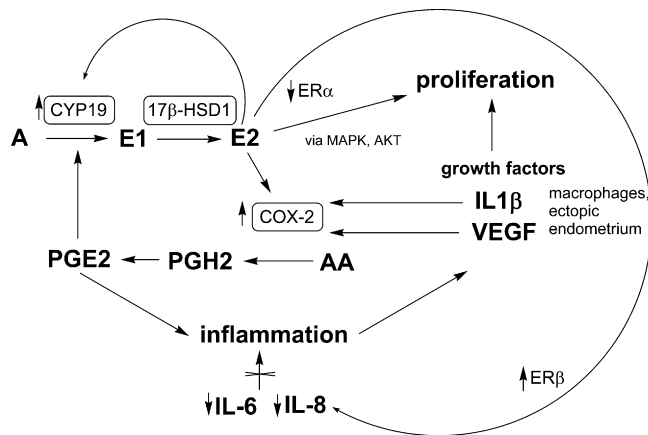 ↓ERα
proliferation
↑ CYP19
17β-HSD1
A
E1
E2
via MAPK, AKT
growth factors
IL1β
macrophages,
ectopic
endometrium
↑ COX-2
VEGF
PGE2
PGH2
AA
inflammation
↑ERβ
↓IL-6
↓IL-8